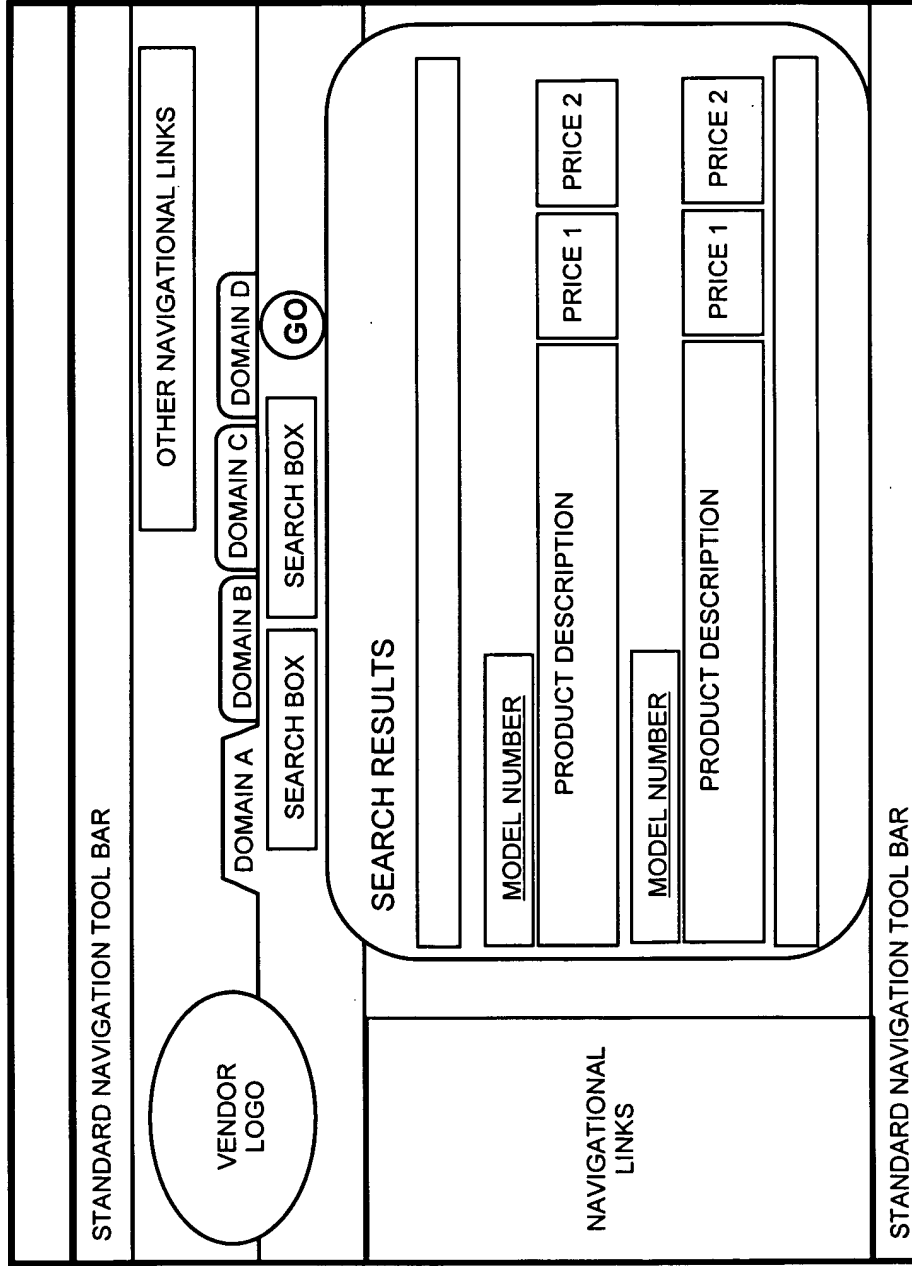 STANDARD NAVIGATION TOOL BAR
OTHER NAVIGATIONAL LINKS
VENDOR
LOGO
DOMAIN A
DOMAIN B
DOMAIN C
DOMAIN D
SEARCH BOX
SEARCH BOX
GO
NAVIGATIONAL
LINKS
SEARCH RESULTS
MODEL NUMBER
PRODUCT DESCRIPTION
PRICE 1
PRICE 2
MODEL NUMBER
PRODUCT DESCRIPTION
PRICE 1
PRICE 2
STANDARD NAVIGATION TOOL BAR